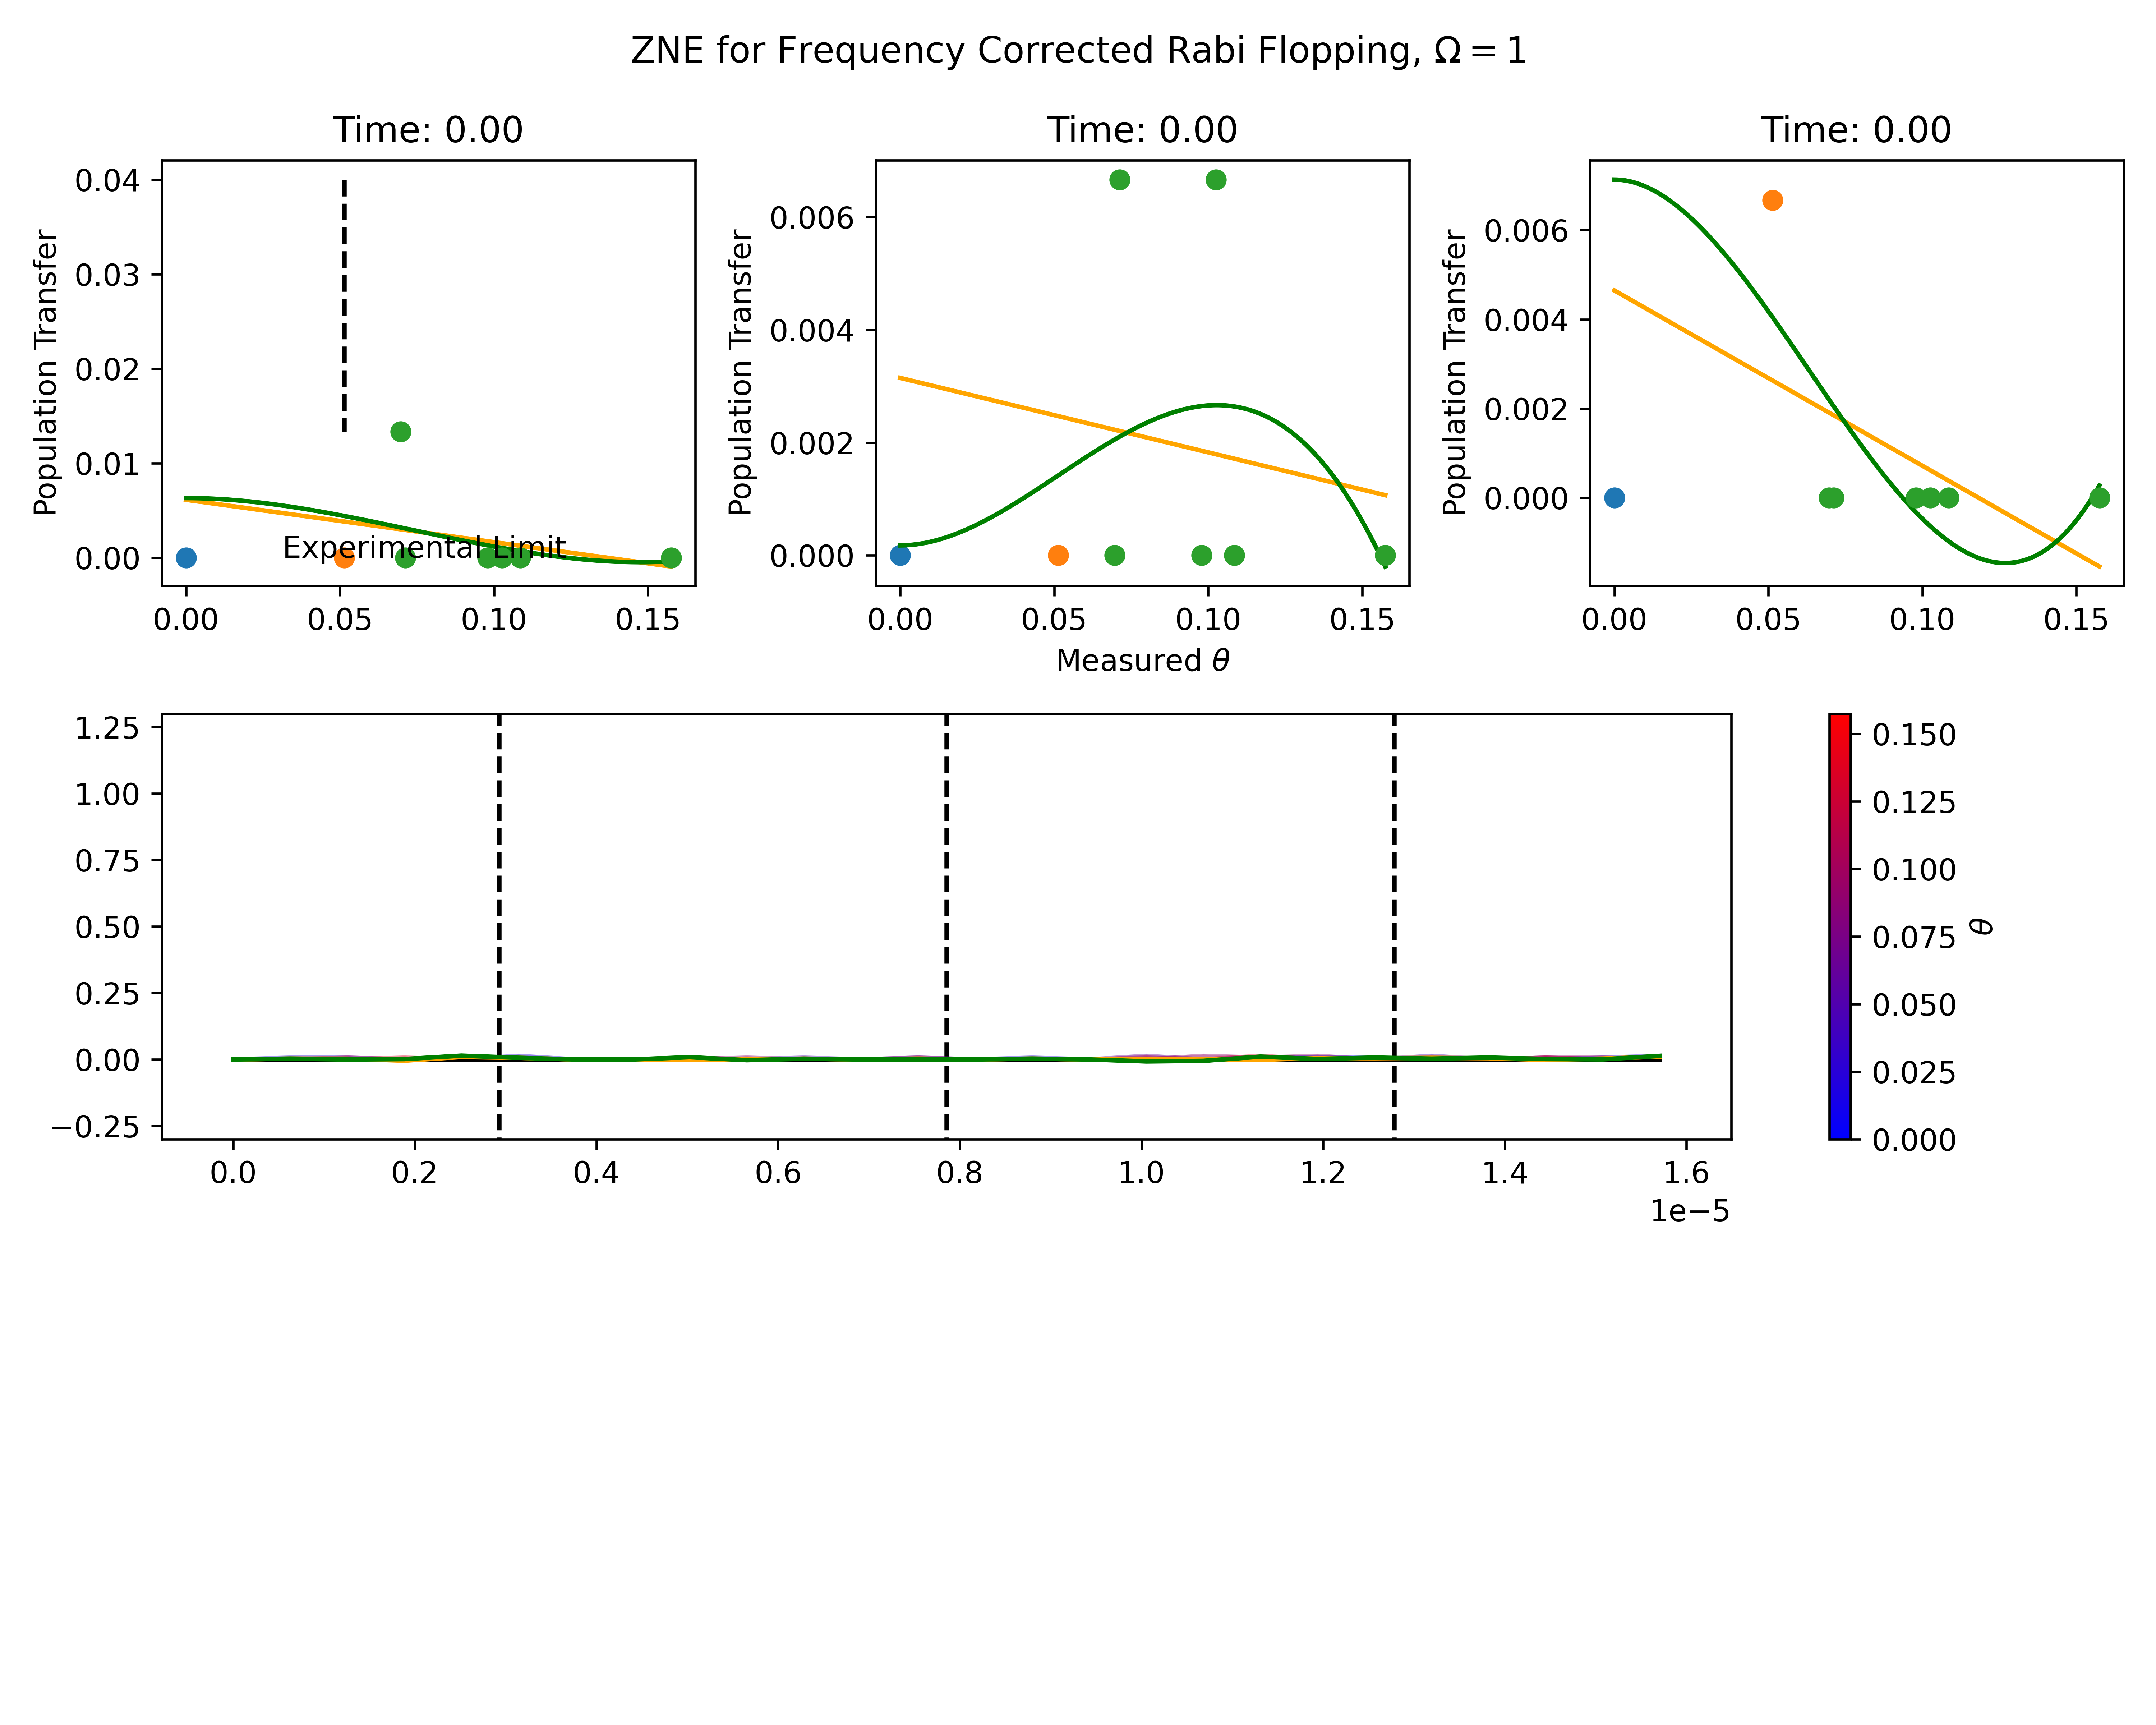 ZNE for Frequency Corrected Rabi Flopping, Ω = 1
Time: 0.00
Time: 0.00
Time: 0.00
Population Transfer
0.04
0.03
0.02
0.01
0.00
Experimental Limit
0.00 0.05 0.10 0.15
Population Transfer
0.006
0.004
0.002
0.000
0.00 0.05 0.10 0.15
Measured θ
Population Transfer
0.006
0.004
0.002
0.000
0.00 0.05 0.10 0.15
1.25
1.00
0.75
0.50
0.25
0.00
−0.25
0.0 0.2 0.4 0.6 0.8 1.0 1.2 1.4 1.6
1e−5
0.150
0.125
0.100
0.075
0.050
0.025
0.000
θ